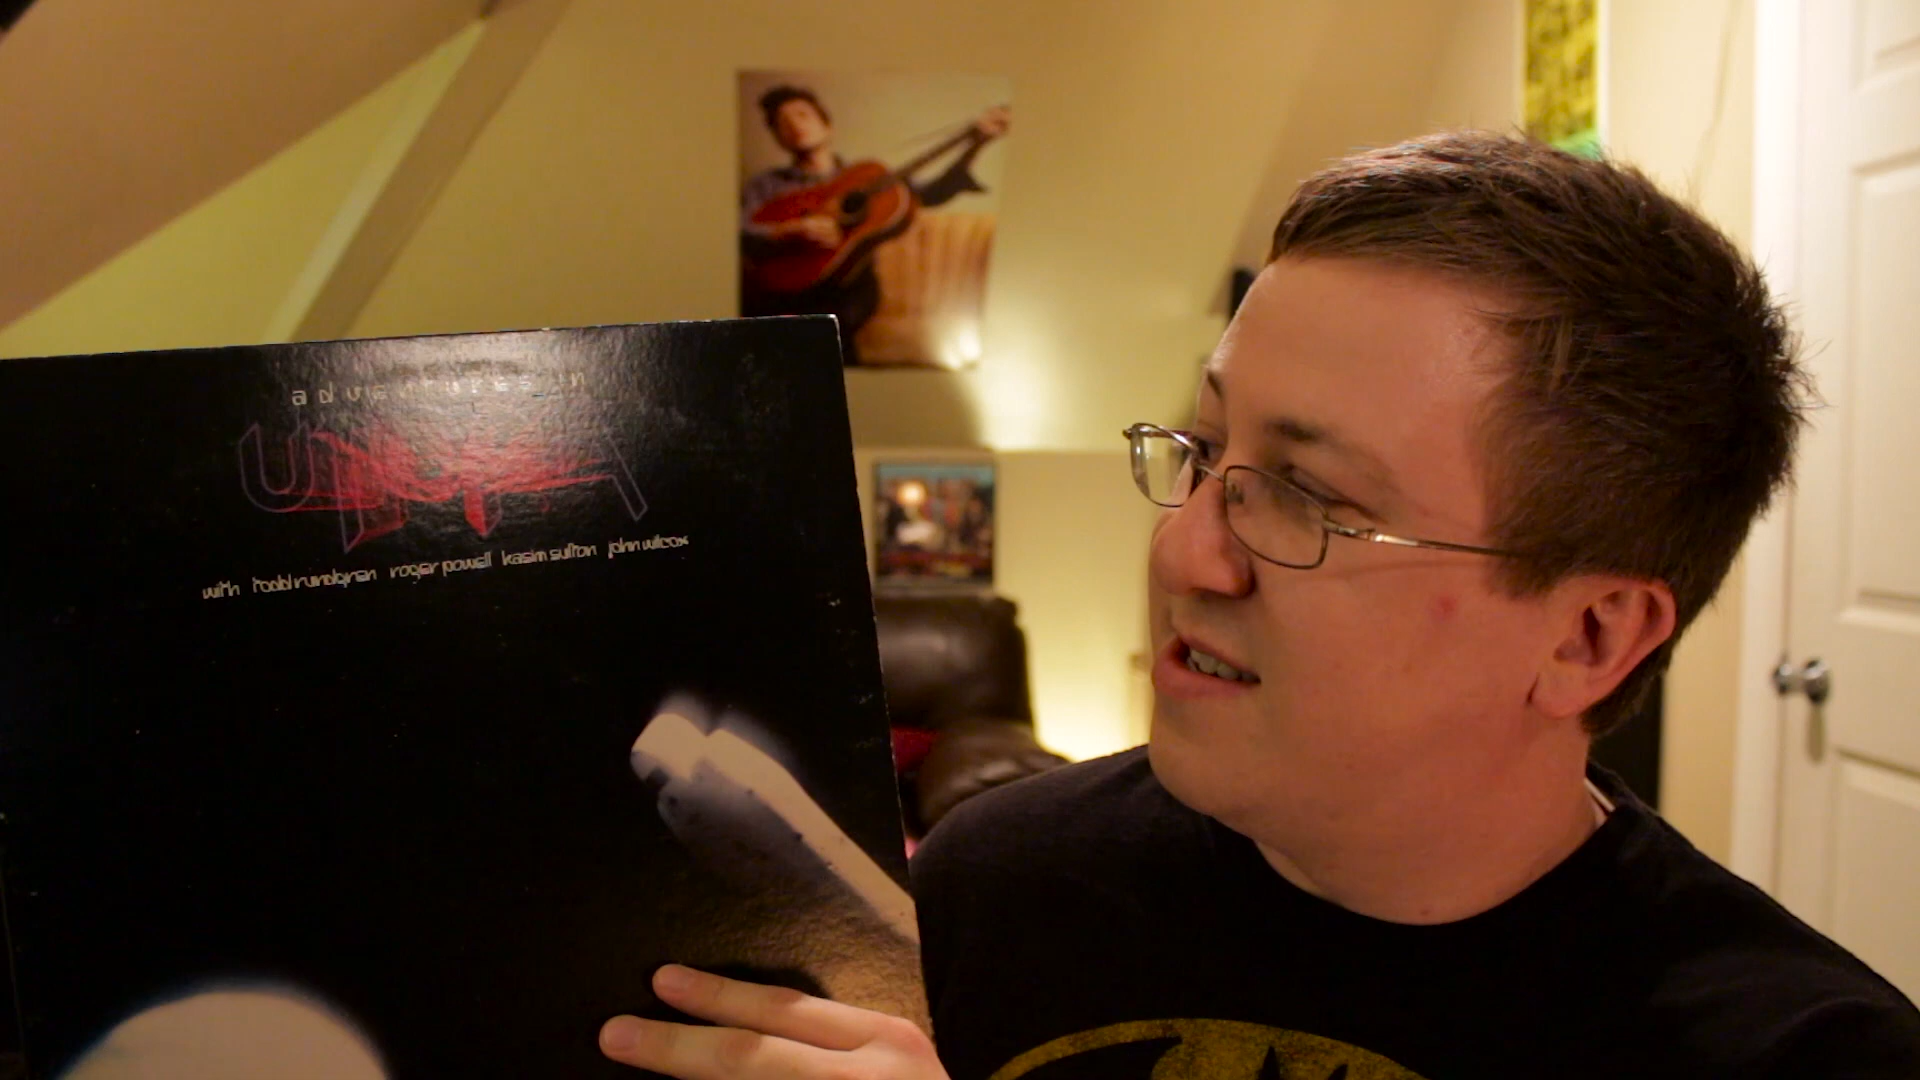 adventures in
UTOPIA
with todd rundgren roger powell kasim sulton john wilcox